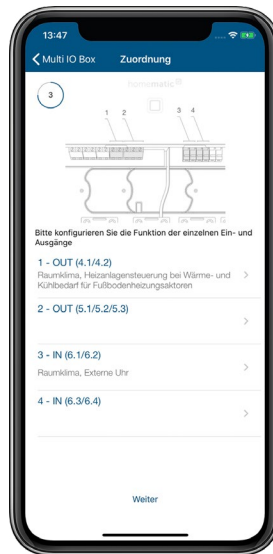 13:47
Multi IO Box
Zuordnung
3
homematic IP
1 2 3 4
Bitte konfigurieren Sie die Funktion der einzelnen Ein- und
Ausgänge
1 - OUT (4.1/4.2)
Raumklima, Heizanlagensteuerung bei Wärme- und
Kühlbedarf für Fußbodenheizungsaktoren
2 - OUT (5.1/5.2/5.3)
3 - IN (6.1/6.2)
Raumklima, Externe Uhr
4 - IN (6.3/6.4)
Weiter